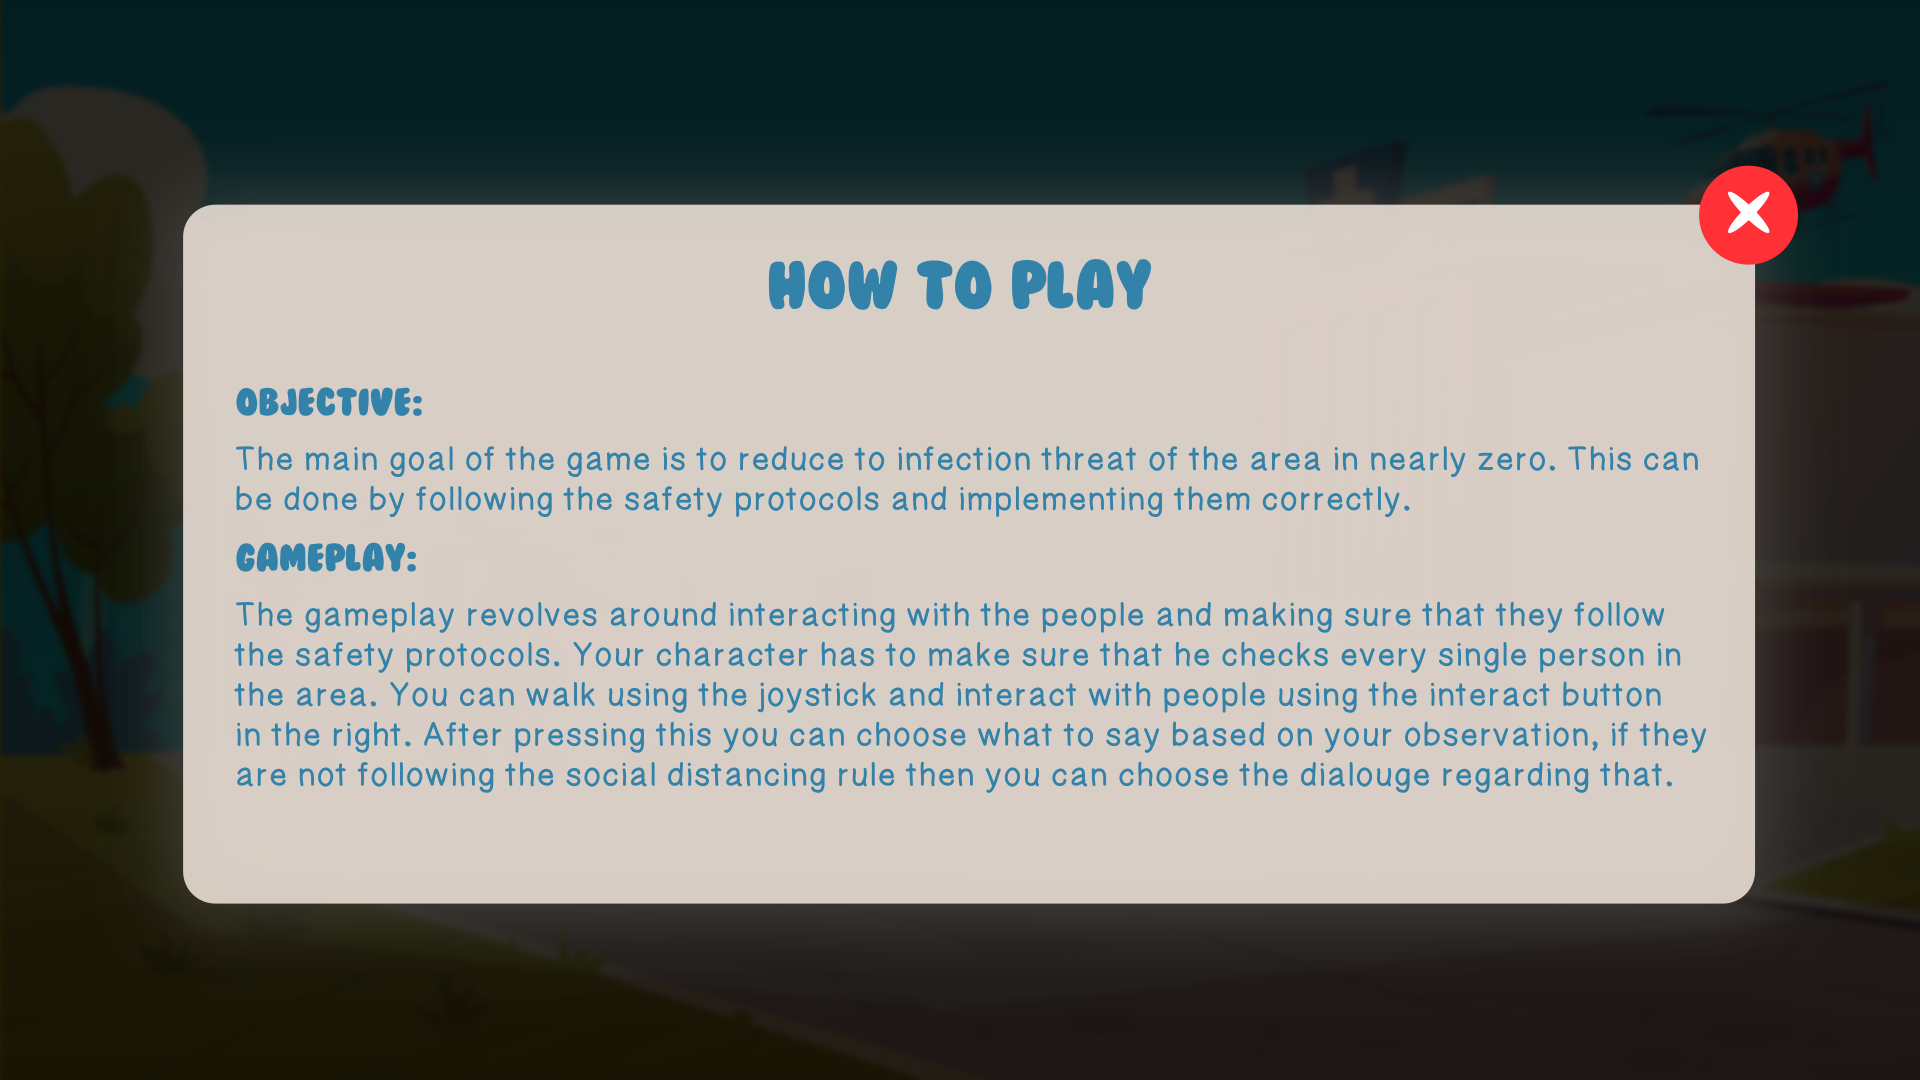 HOW TO PLAY
OBJECTIVE:
The main goal of the game is to reduce to infection threat of the area in nearly zero. This can
be done by following the safety protocols and implementing them correctly.
GAMEPLAY:
The gameplay revolves around interacting with the people and making sure that they follow
the safety protocols. Your character has to make sure that he checks every single person in
the area. You can walk using the joystick and interact with people using the interact button
in the right. After pressing this you can choose what to say based on your observation, if they
are not following the social distancing rule then you can choose the dialouge regarding that.